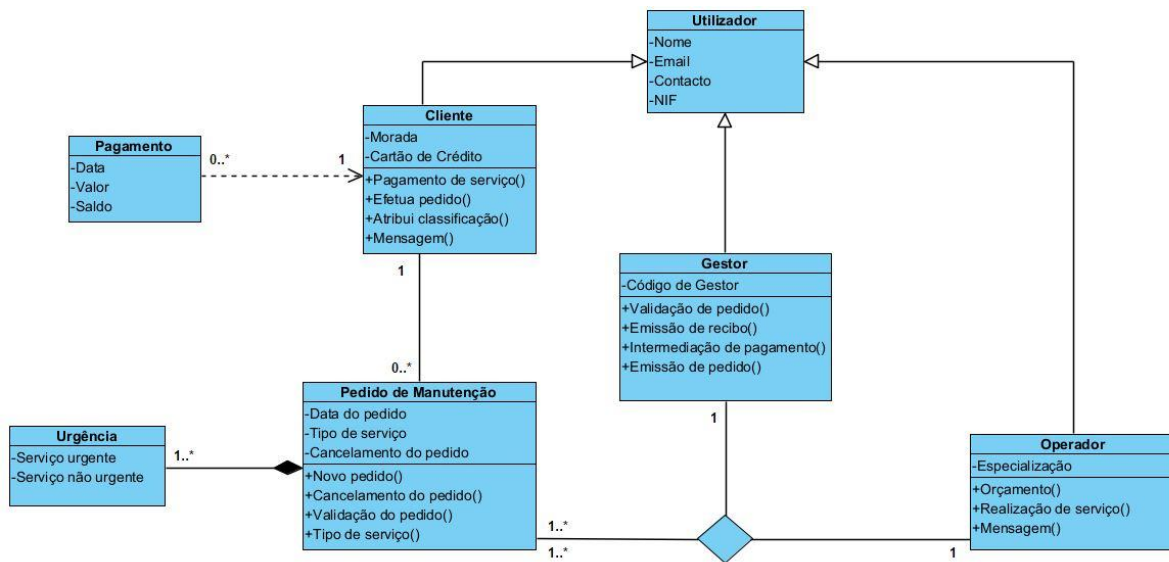 Utilizador
-Nome
-Email
-Contacto
-NIF
Cliente
-Morada
-Cartão de Crédito
+Pagamento de serviço()
+Efetua pedido()
+Atribui classificação()
+Mensagem()
Pagamento
-Data
-Valor
-Saldo
0..*
1
1
0..*
Gestor
-Código de Gestor
+Validação de pedido()
+Emissão de recibo()
+Intermediação de pagamento()
+Emissão de pedido()
1
Pedido de Manutenção
-Data do pedido
-Tipo de serviço
-Cancelamento do pedido
+Novo pedido()
+Cancelamento do pedido()
+Validação do pedido()
+Tipo de serviço()
Urgência
-Serviço urgente
-Serviço não urgente
1..*
1..*
1..*
Operador
-Especialização
+Orçamento()
+Realização de serviço()
+Mensagem()
1